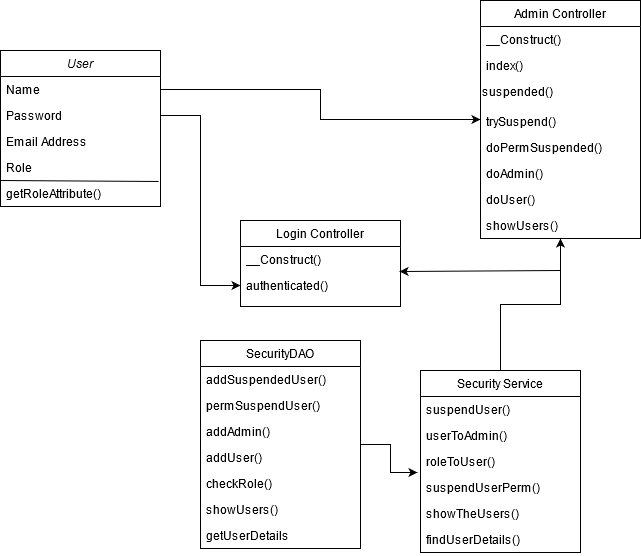 Admin Controller
__Construct()
index()
suspended()
trySuspend()
doPermSuspended()
doAdmin()
doUser()
showUsers()
User
Name
Password
Email Address
Role
getRoleAttribute()
Login Controller
__Construct()
authenticated()
SecurityDAO
addSuspendedUser()
permSuspendUser()
addAdmin()
addUser()
checkRole()
showUsers()
getUserDetails
Security Service
suspendUser()
userToAdmin()
roleToUser()
suspendUserPerm()
showTheUsers()
findUserDetails()